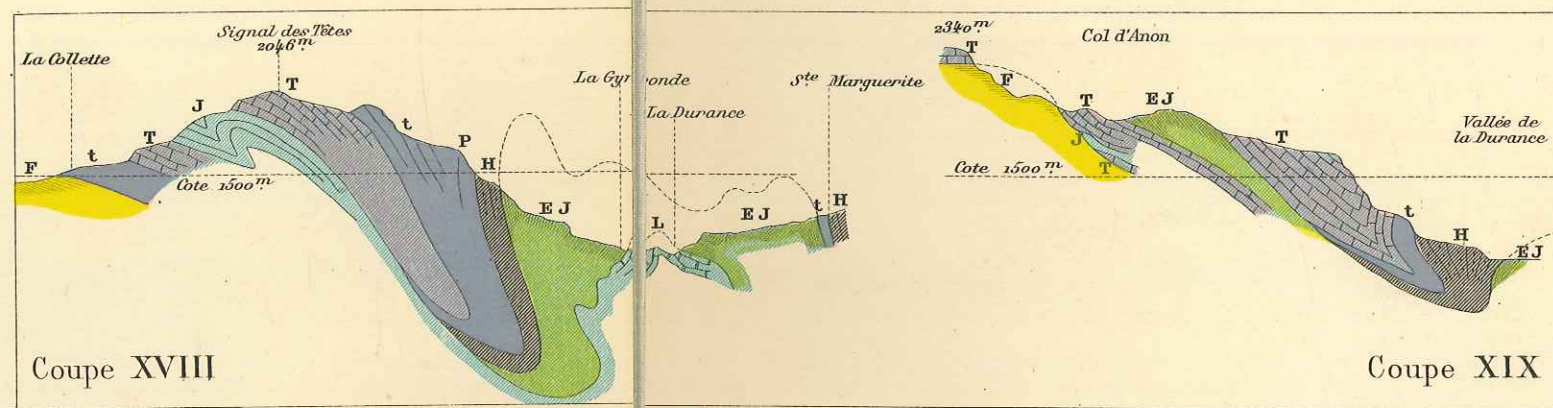 La Collette
Signal des Têtes
2046m.
La Gyronde
La Durance
Ste Marguerite
F
t
T
J
T
t
P
H
E J
L
E J
t
H
Cote 1500m.
Coupe XVIII
2340m.
Col d'Anon
Vallée de
la Durance
T
F
T
J
T
E J
T
t
H
E J
Cote 1500m.
Coupe XIX